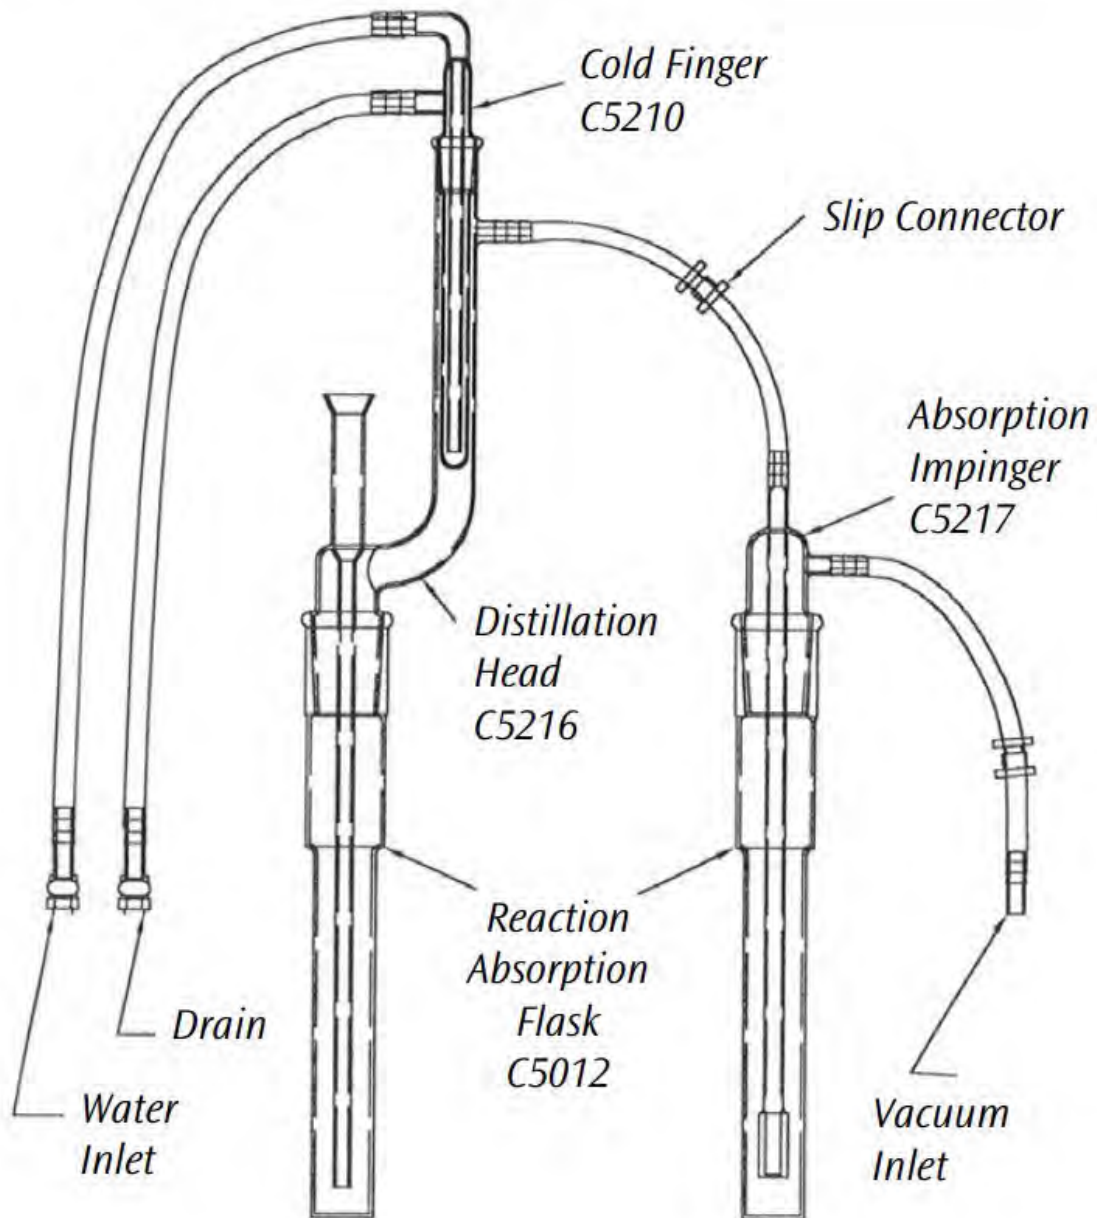 Cold Finger
C5210
Slip Connector
Absorption
Impinger
C5217
Distillation
Head
C5216
Reaction
Absorption
Flask
C5012
Drain
Water
Inlet
Vacuum
Inlet